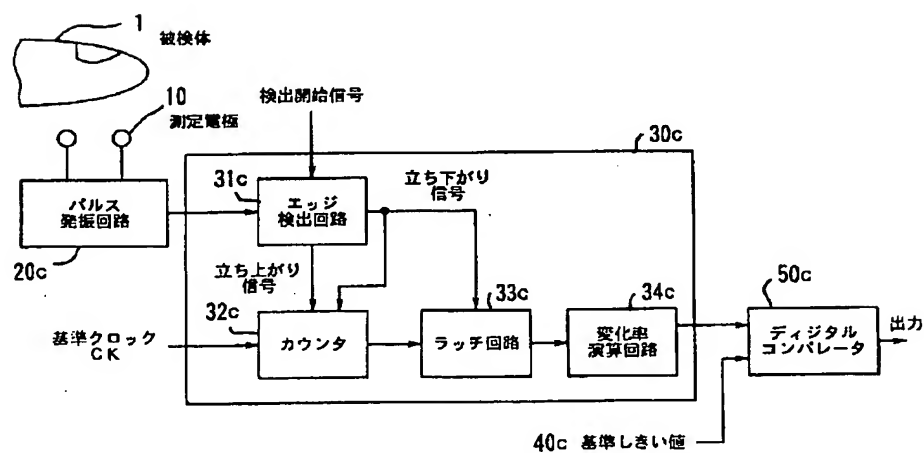 1
被検体
10
測定電極
検出開始信号
30c
31c
エッジ
検出回路
立ち下がり
信号
パルス
発振回路
20c
立ち上がり
信号
32c
カウンタ
33c
ラッチ回路
34c
変化率
演算回路
50c
ディジタル
コンパレータ
出力
基準クロック
CK
40c 基準しきい値